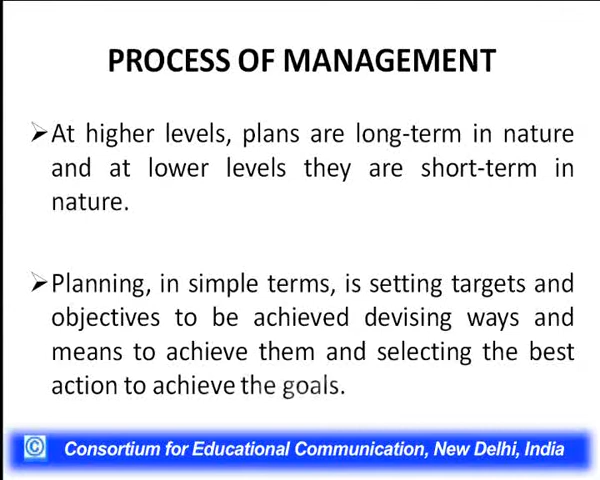 PROCESS OF MANAGEMENT
➢At higher levels, plans are long-term in nature
and at lower levels they are short-term in
nature.
➢Planning, in simple terms, is setting targets and
objectives to be achieved devising ways and
means to achieve them and selecting the best
action to achieve the goals.
© Consortium for Educational Communication, New Delhi, India